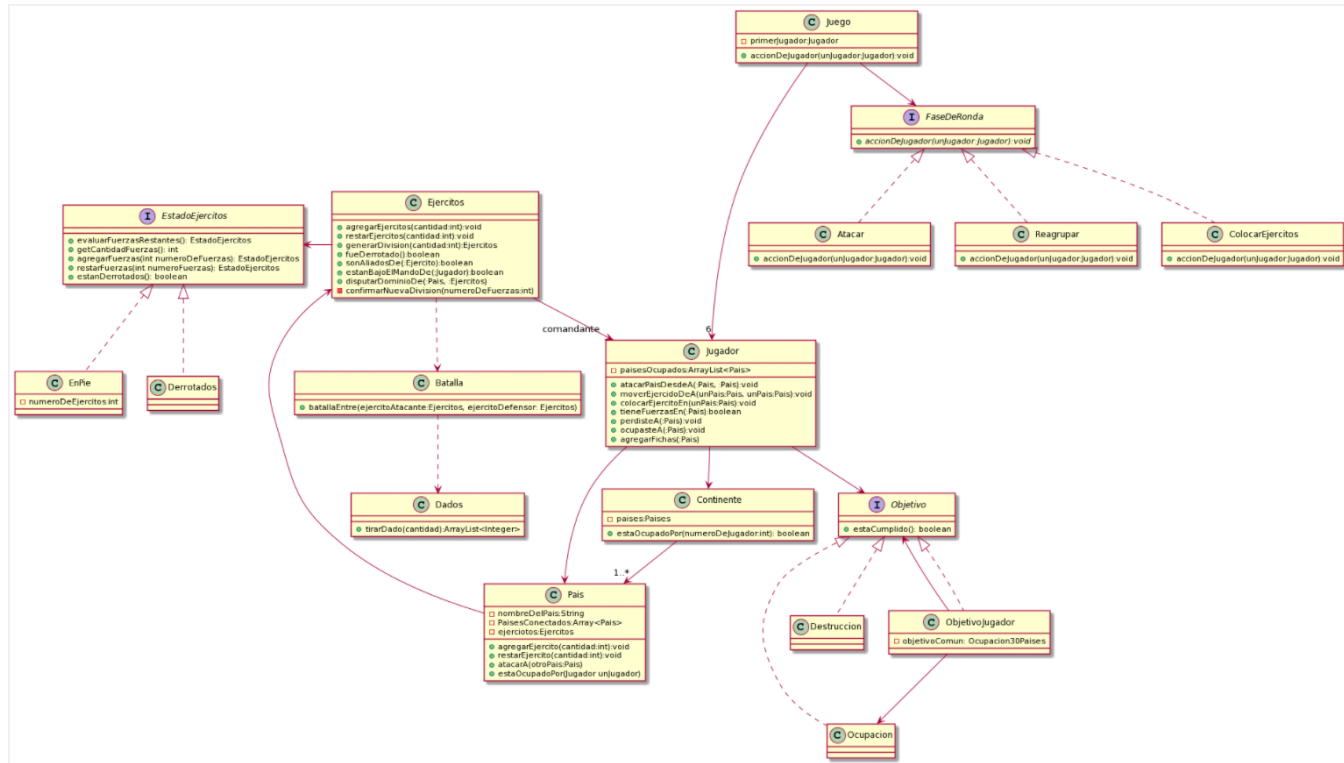 C Juego
primerJugador:Jugador
accionDeJugador(unJugador:Jugador):void
I FaseDeRonda
accionDeJugador(unJugador:Jugador):void
C Atacar
accionDeJugador(unJugador:Jugador):void
C Reagrupar
accionDeJugador(unJugador:Jugador):void
C ColocarEjercitos
accionDeJugador(unJugador:Jugador):void
I EstadoEjercitos
evaluarFuerzasRestantes(): EstadoEjercitos
getCantidadFuerzas(): int
agregarFuerzas(int numeroDeFuerzas): EstadoEjercitos
restarFuerzas(int numeroFuerzas): EstadoEjercitos
estanDerrotados(): boolean
C Ejercitos
agregarEjercitos(cantidad:int):void
restarEjercitos(cantidad:int):void
generarDivision(cantidad:int):Ejercitos
fueDerrotado():boolean
sonAliadosDe(:Ejercito):boolean
estanBajoElMandoDe(:Jugador):boolean
disputarDominioDe(:Pais, :Ejercitos)
confirmarNuevaDivision(numeroDeFuerzas:int)
comandante
6
C EnPie
numeroDeEjercitos:int
C Derrotados
C Batalla
batallaEntre(ejercitoAtacante:Ejercitos, ejercitoDefensor: Ejercitos)
C Jugador
paisesOcupados:ArrayList<Pais>
atacarPaisDesdeA(:Pais, :Pais):void
moverEjercidoDeA(unPais:Pais, unPais:Pais):void
colocarEjercitoEn(unPais:Pais):void
tieneFuerzasEn(:Pais):boolean
perdisteA(:Pais):void
ocupasteA(:Pais):void
agregarFichas(:Pais)
C Dados
tirarDado(cantidad):ArrayList<Integer>
C Continente
paises:Paises
estaOcupadoPor(numeroDeJugador:int): boolean
I Objetivo
estaCumplido(): boolean
1..*
C Pais
nombreDelPais:String
PaisesConectados:Array<Pais>
ejerciotos:Ejercitos
agregarEjercito(cantidad:int):void
restarEjercito(cantidad:int):void
atacarA(otroPais:Pais)
estaOcupadoPor(Jugador unJugador)
C Destruccion
C ObjetivoJugador
objetivoComun: Ocupacion30Paises
C Ocupacion